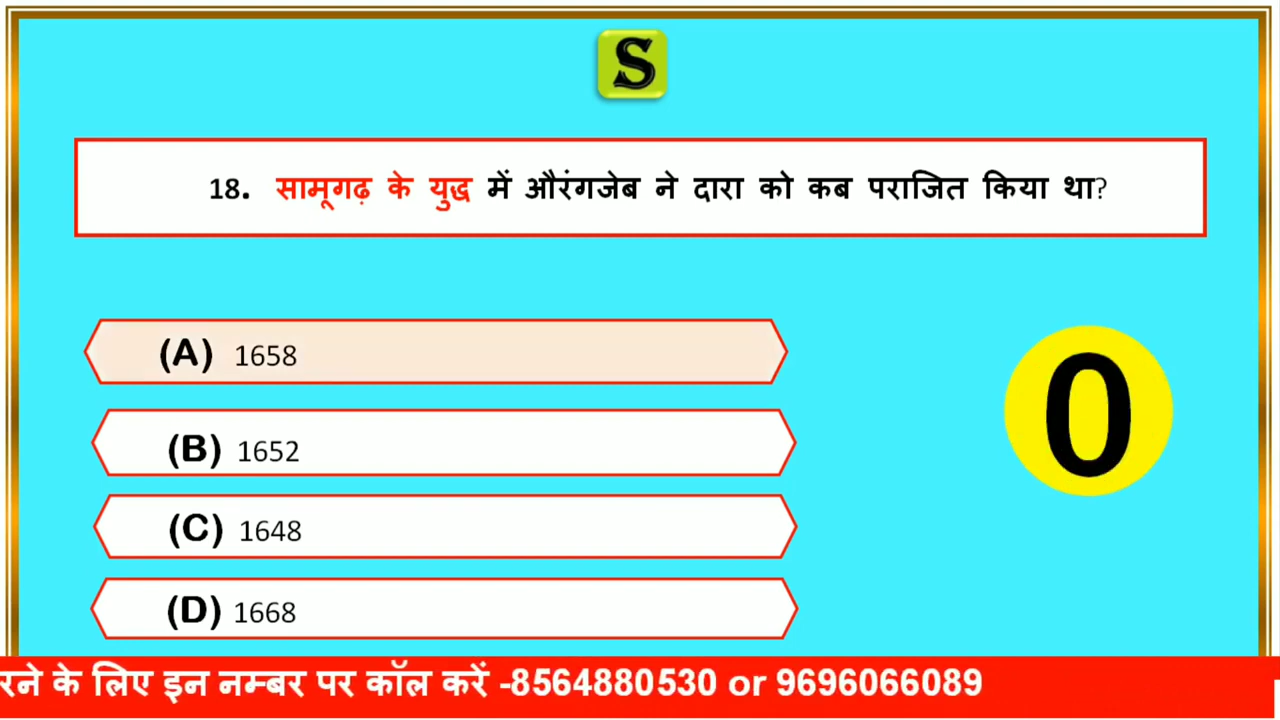 S
18. सामूगढ़ के युद्ध में औरंगजेब ने दारा को कब पराजित किया था?
(A) 1658
0
(B) 1652
(C) 1648
(D) 1668
रने के लिए इन नम्बर पर कॉल करें -8564880530 or 9696066089